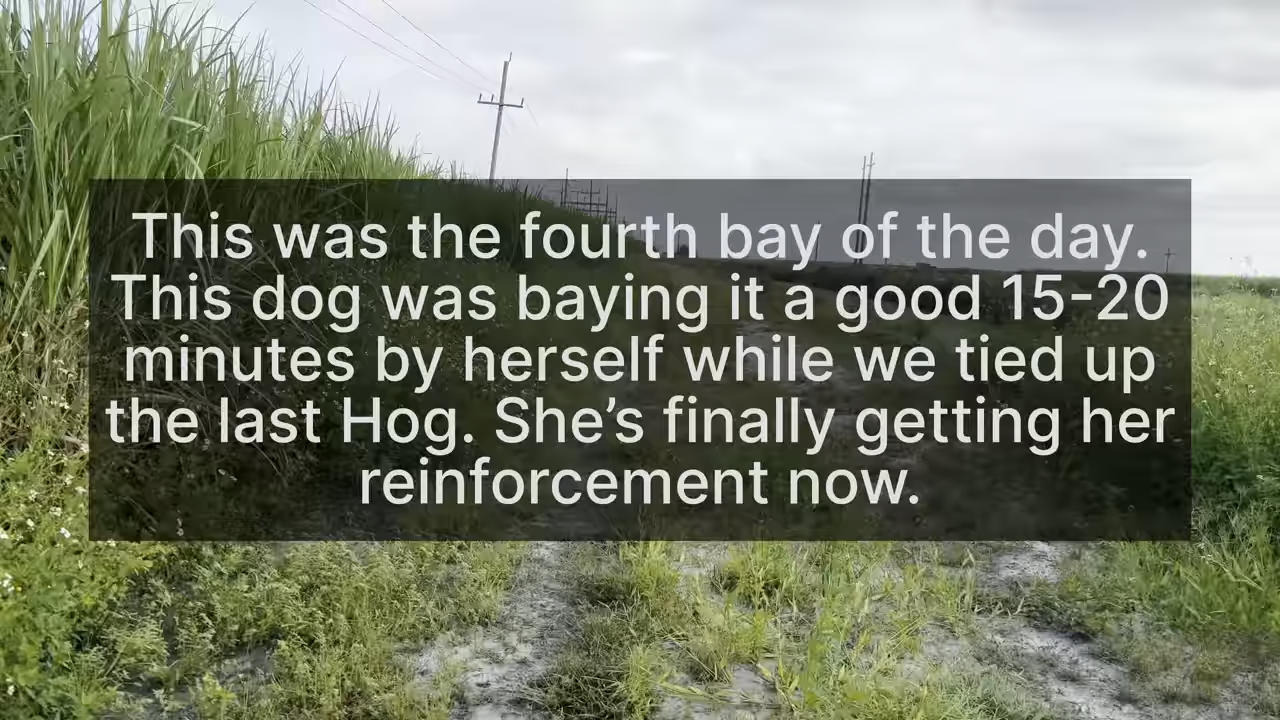 This was the fourth bay of the day.
This dog was baying it a good 15-20
minutes by herself while we tied up
the last Hog. She’s finally getting her
reinforcement now.